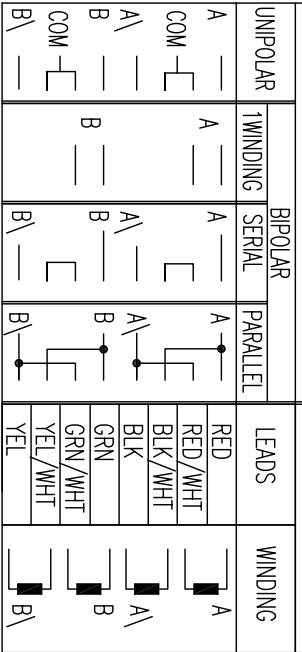 UNIPOLAR
BIPOLAR
1WINDING
SERIAL
PARALLEL
LEADS
WINDING
A
COM
A\
B
COM
B\
A
B
A
A\
B
B\
A
A\
B
B\
RED
RED/WHT
BLK/WHT
BLK
GRN
GRN/WHT
YEL/WHT
YEL
A
A\
B
B\